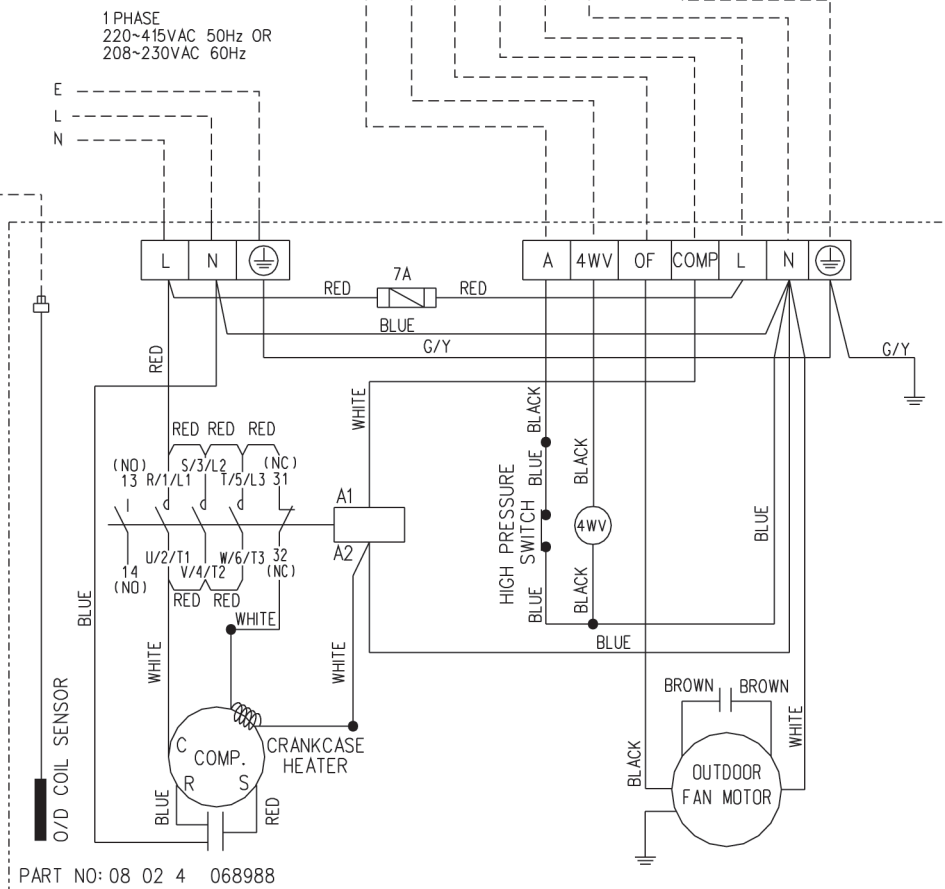 1 PHASE
220~415VAC 50Hz OR
208~230VAC 60Hz
E
L
N
L N
A 4WV OF COMP L N
7A
RED RED
BLUE
G/Y
G/Y
RED
WHITE
BLACK
RED RED RED
(NO) S/3/L2 (NC)
13 R/1/L1 T/5/L3 31
BLUE
BLACK
HIGH PRESSURE
SWITCH
A1
4WV
BLUE
A2
U/2/T1 W/6/T3 32
14 V/4/T2 (NC)
(NO)
RED RED
BLUE
BLUE
BLACK
WHITE
BLUE
WHITE
WHITE
O/D COIL SENSOR
BROWN BROWN
WHITE
C
COMP.
R S
CRANKCASE
HEATER
BLACK
OUTDOOR
FAN MOTOR
BLUE
RED
PART NO: 08 02 4 068988